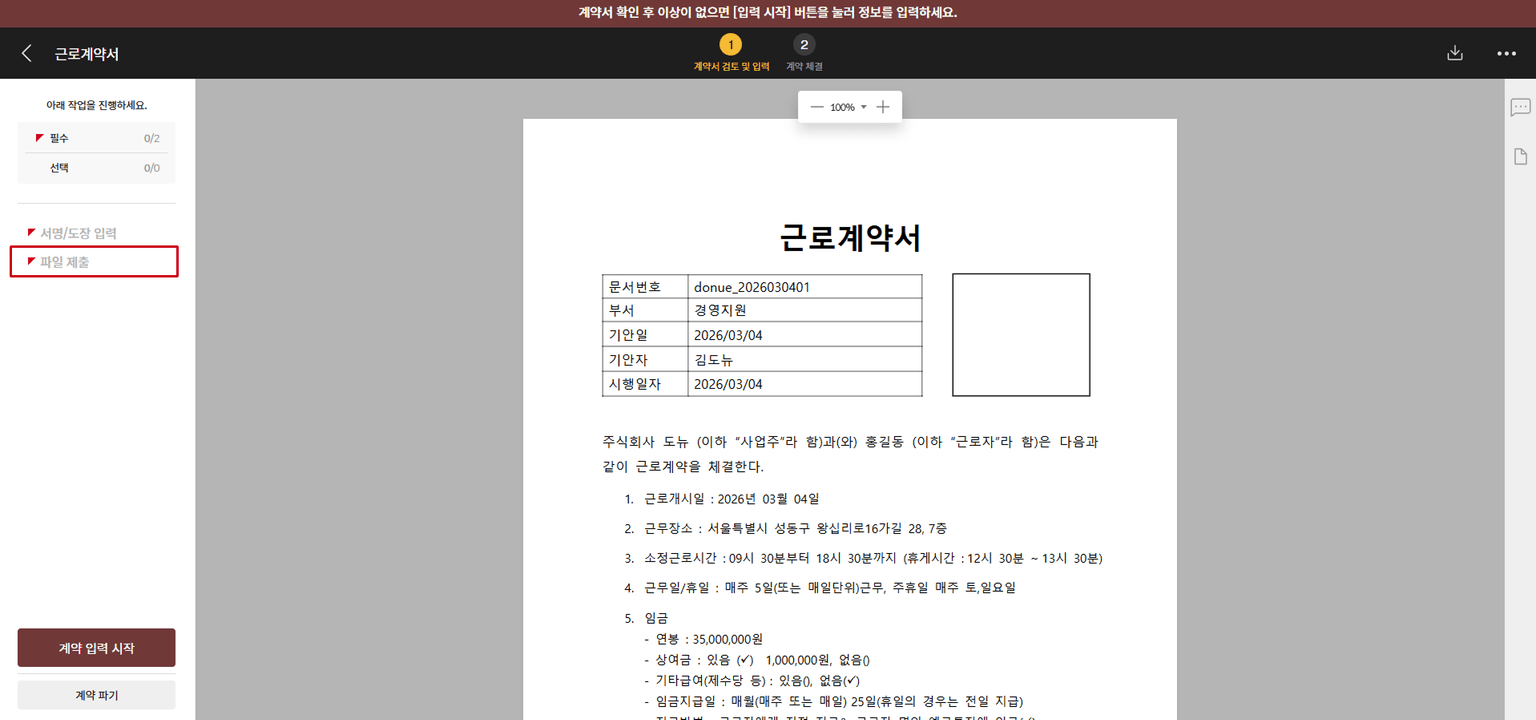 계약서 확인 후 이상이 없으면 [입력 시작] 버튼을 눌러 정보를 입력하세요.
근로계약서
1
계약서 검토 및 입력
2
계약 체결
아래 작업을 진행하세요.
필수 0/2
선택 0/0
서명/도장 입력
파일 제출
계약 입력 시작
계약 파기
100%
근로계약서
문서번호 donue_2026030401
부서 경영지원
기안일 2026/03/04
기안자 김도뉴
시행일자 2026/03/04
주식회사 도뉴 (이하 “사업주”라 함)과(와) 홍길동 (이하 “근로자”라 함)은 다음과
같이 근로계약을 체결한다.
1. 근로개시일 : 2026년 03월 04일
2. 근무장소 : 서울특별시 성동구 왕십리로16가길 28, 7층
3. 소정근로시간 : 09시 30분부터 18시 30분까지 (휴게시간 : 12시 30분 ~ 13시 30분)
4. 근무일/휴일 : 매주 5일(또는 매일단위)근무, 주휴일 매주 토,일요일
5. 임금
- 연봉 : 35,000,000원
- 상여금 : 있음 (✓) 1,000,000원, 없음()
- 기타급여(제수당 등) : 있음(), 없음(✓)
- 임금지급일 : 매월(매주 또는 매일) 25일(휴일의 경우는 전일 지급)